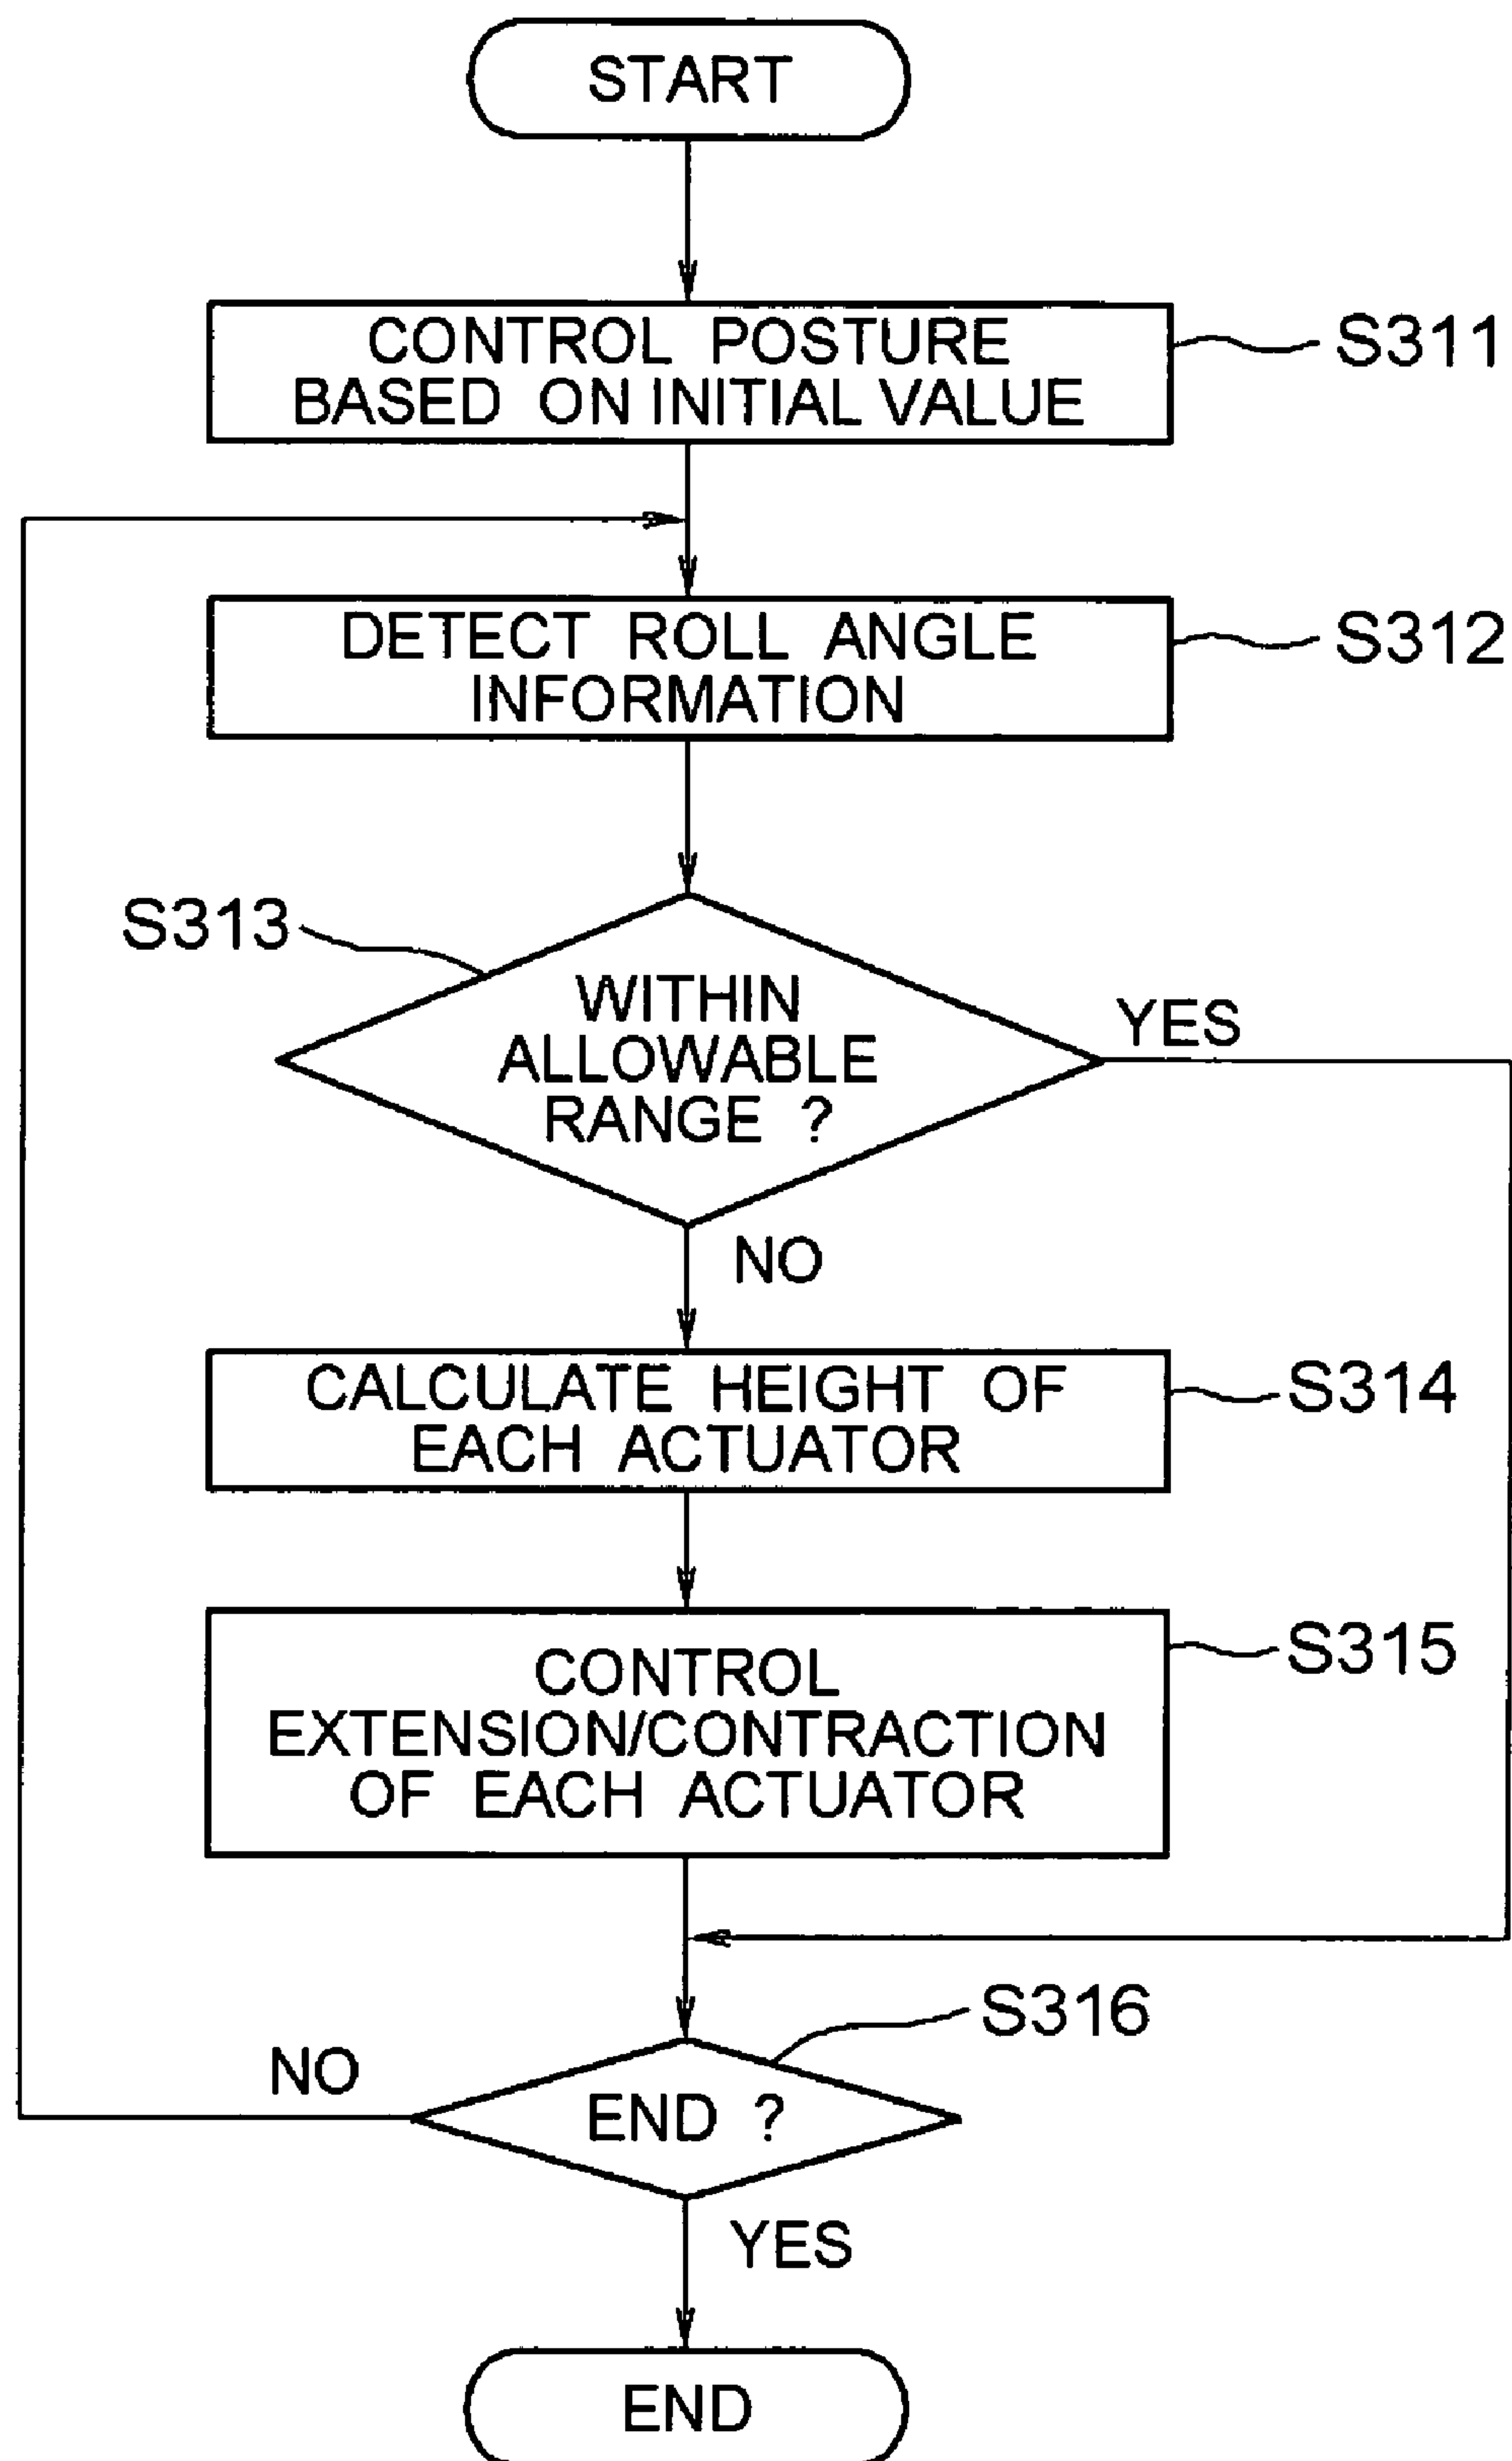 START
CONTROL POSTURE
BASED ON INITIAL VALUE
S311
DETECT ROLL ANGLE
INFORMATION
S312
S313
WITHIN
ALLOWABLE
RANGE ?
YES
NO
CALCULATE HEIGHT OF
EACH ACTUATOR
S314
CONTROL
EXTENSION/CONTRACTION
OF EACH ACTUATOR
S315
S316
NO
END ?
YES
END